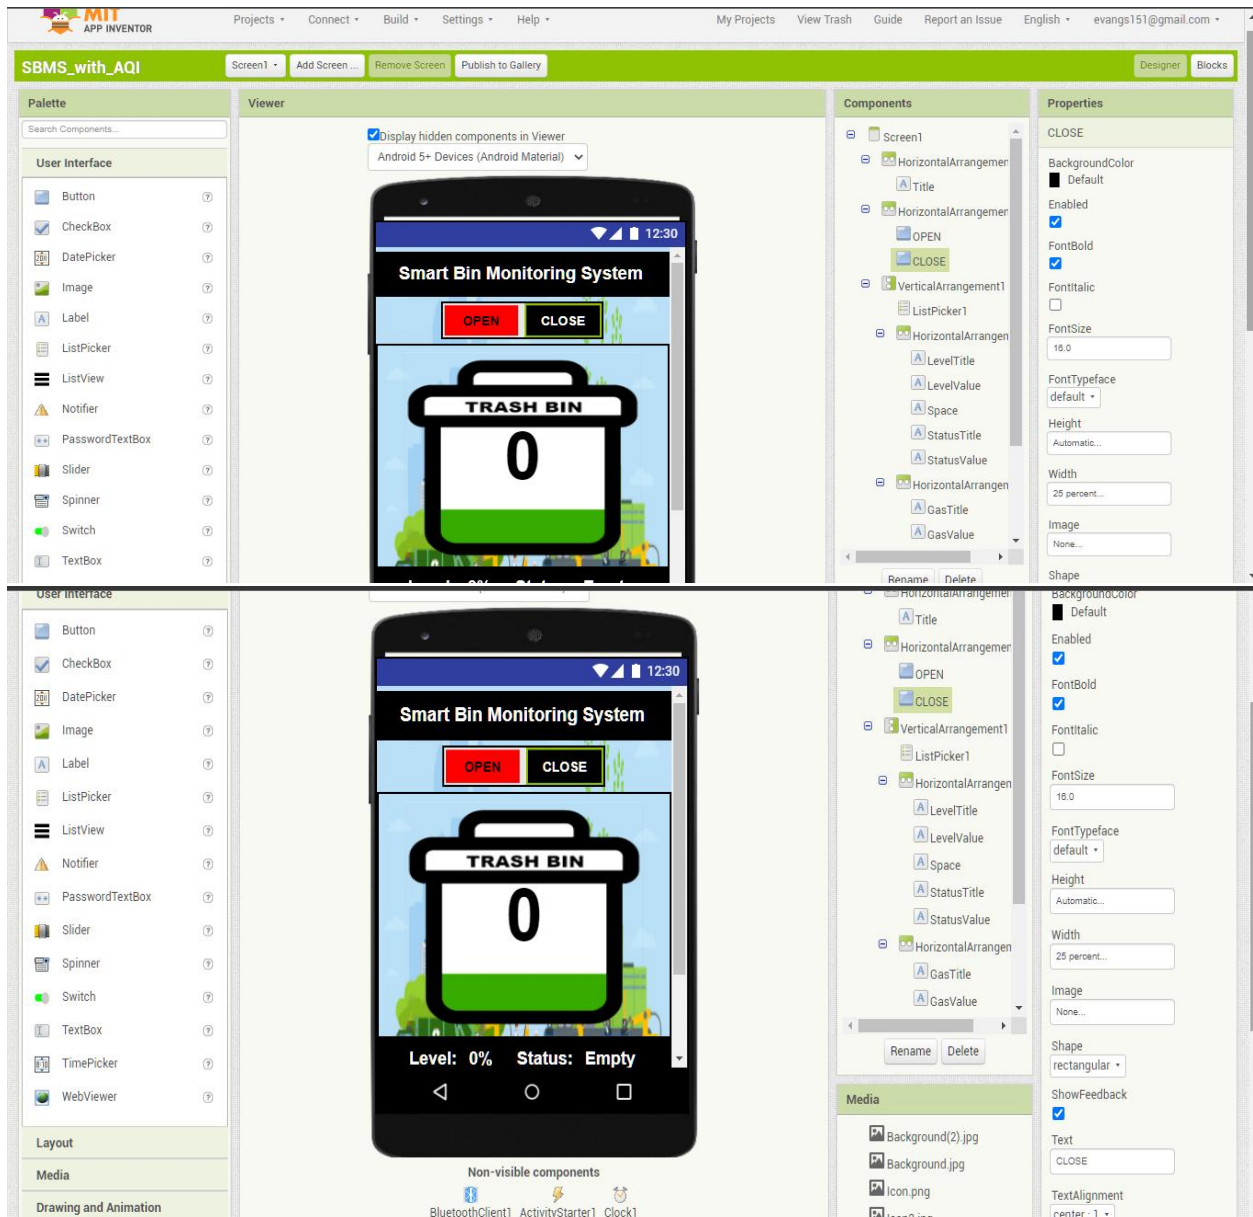 MIT
APP INVENTOR
Projects Connect Build Settings Help My Projects View Trash Guide Report an Issue English evangs151@gmail.com
SBMS_with_AQI Screen1 Add Screen ... Remove Screen Publish to Gallery Designer Blocks
Palette
Search Components...
User Interface
Button
CheckBox
DatePicker
Image
Label
ListPicker
ListView
Notifier
PasswordTextBox
Slider
Spinner
Switch
TextBox
Viewer
Display hidden components in Viewer
Android 5+ Devices (Android Material)
12:30
Smart Bin Monitoring System
OPEN CLOSE
TRASH BIN
0
Level: 0% Status: Empty
Components
Screen1
HorizontalArrangemen
Title
HorizontalArrangemen
OPEN
CLOSE
VerticalArrangement1
ListPicker1
HorizontalArrangen
LevelTitle
LevelValue
Space
StatusTitle
StatusValue
HorizontalArrangen
GasTitle
GasValue
Rename Delete
Properties
CLOSE
BackgroundColor
Default
Enabled
FontBold
FontItalic
FontSize
16.0
FontTypeface
default
Height
Automatic...
Width
25 percent...
Image
None...
Shape
User Interface
Button
CheckBox
DatePicker
Image
Label
ListPicker
ListView
Notifier
PasswordTextBox
Slider
Spinner
Switch
TextBox
TimePicker
WebViewer
Layout
Media
Drawing and Animation
12:30
Smart Bin Monitoring System
OPEN CLOSE
TRASH BIN
0
Level: 0% Status: Empty
Non-visible components
BluetoothClient1 ActivityStarter1 Clock1
HorizontalArrangemen
Title
HorizontalArrangemen
OPEN
CLOSE
VerticalArrangement1
ListPicker1
HorizontalArrangen
LevelTitle
LevelValue
Space
StatusTitle
StatusValue
HorizontalArrangen
GasTitle
GasValue
Rename Delete
Media
Background(2).jpg
Background.jpg
Icon.png
BackgroundColor
Default
Enabled
FontBold
FontItalic
FontSize
16.0
FontTypeface
default
Height
Automatic...
Width
25 percent...
Image
None...
Shape
rectangular
ShowFeedback
Text
CLOSE
TextAlignment
center : 1